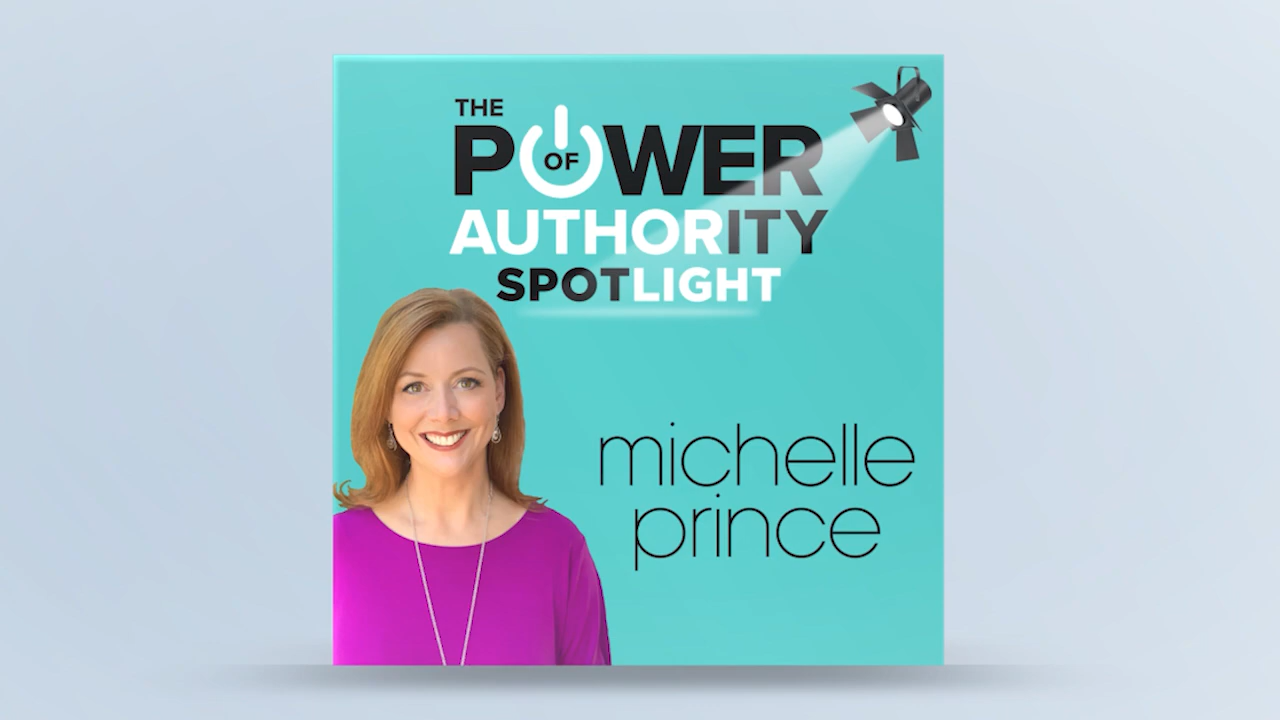 THE
POWER
OF
AUTHORITY
SPOTLIGHT
michelle
prince